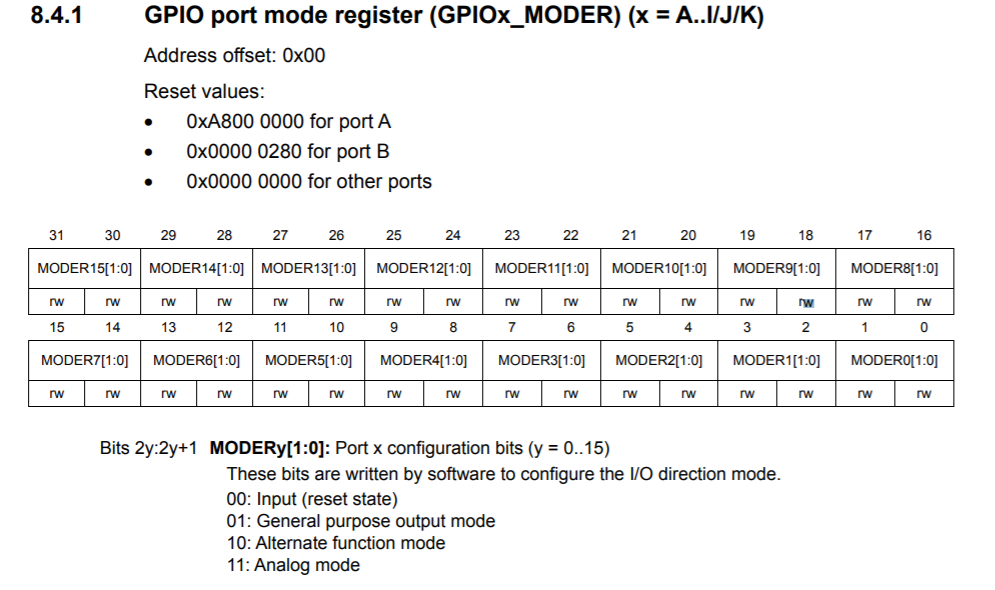 8.4.1 GPIO port mode register (GPIOx_MODER) (x = A..I/J/K)
Address offset: 0x00
Reset values:
• 0xA800 0000 for port A
• 0x0000 0280 for port B
• 0x0000 0000 for other ports
31 30 29 28 27 26 25 24 23 22 21 20 19 18 17 16
MODER15[1:0] MODER14[1:0] MODER13[1:0] MODER12[1:0] MODER11[1:0] MODER10[1:0] MODER9[1:0] MODER8[1:0]
rw rw rw rw rw rw rw rw rw rw rw rw rw rw rw rw
15 14 13 12 11 10 9 8 7 6 5 4 3 2 1 0
MODER7[1:0] MODER6[1:0] MODER5[1:0] MODER4[1:0] MODER3[1:0] MODER2[1:0] MODER1[1:0] MODER0[1:0]
rw rw rw rw rw rw rw rw rw rw rw rw rw rw rw rw
Bits 2y:2y+1 MODERy[1:0]: Port x configuration bits (y = 0..15)
These bits are written by software to configure the I/O direction mode.
00: Input (reset state)
01: General purpose output mode
10: Alternate function mode
11: Analog mode